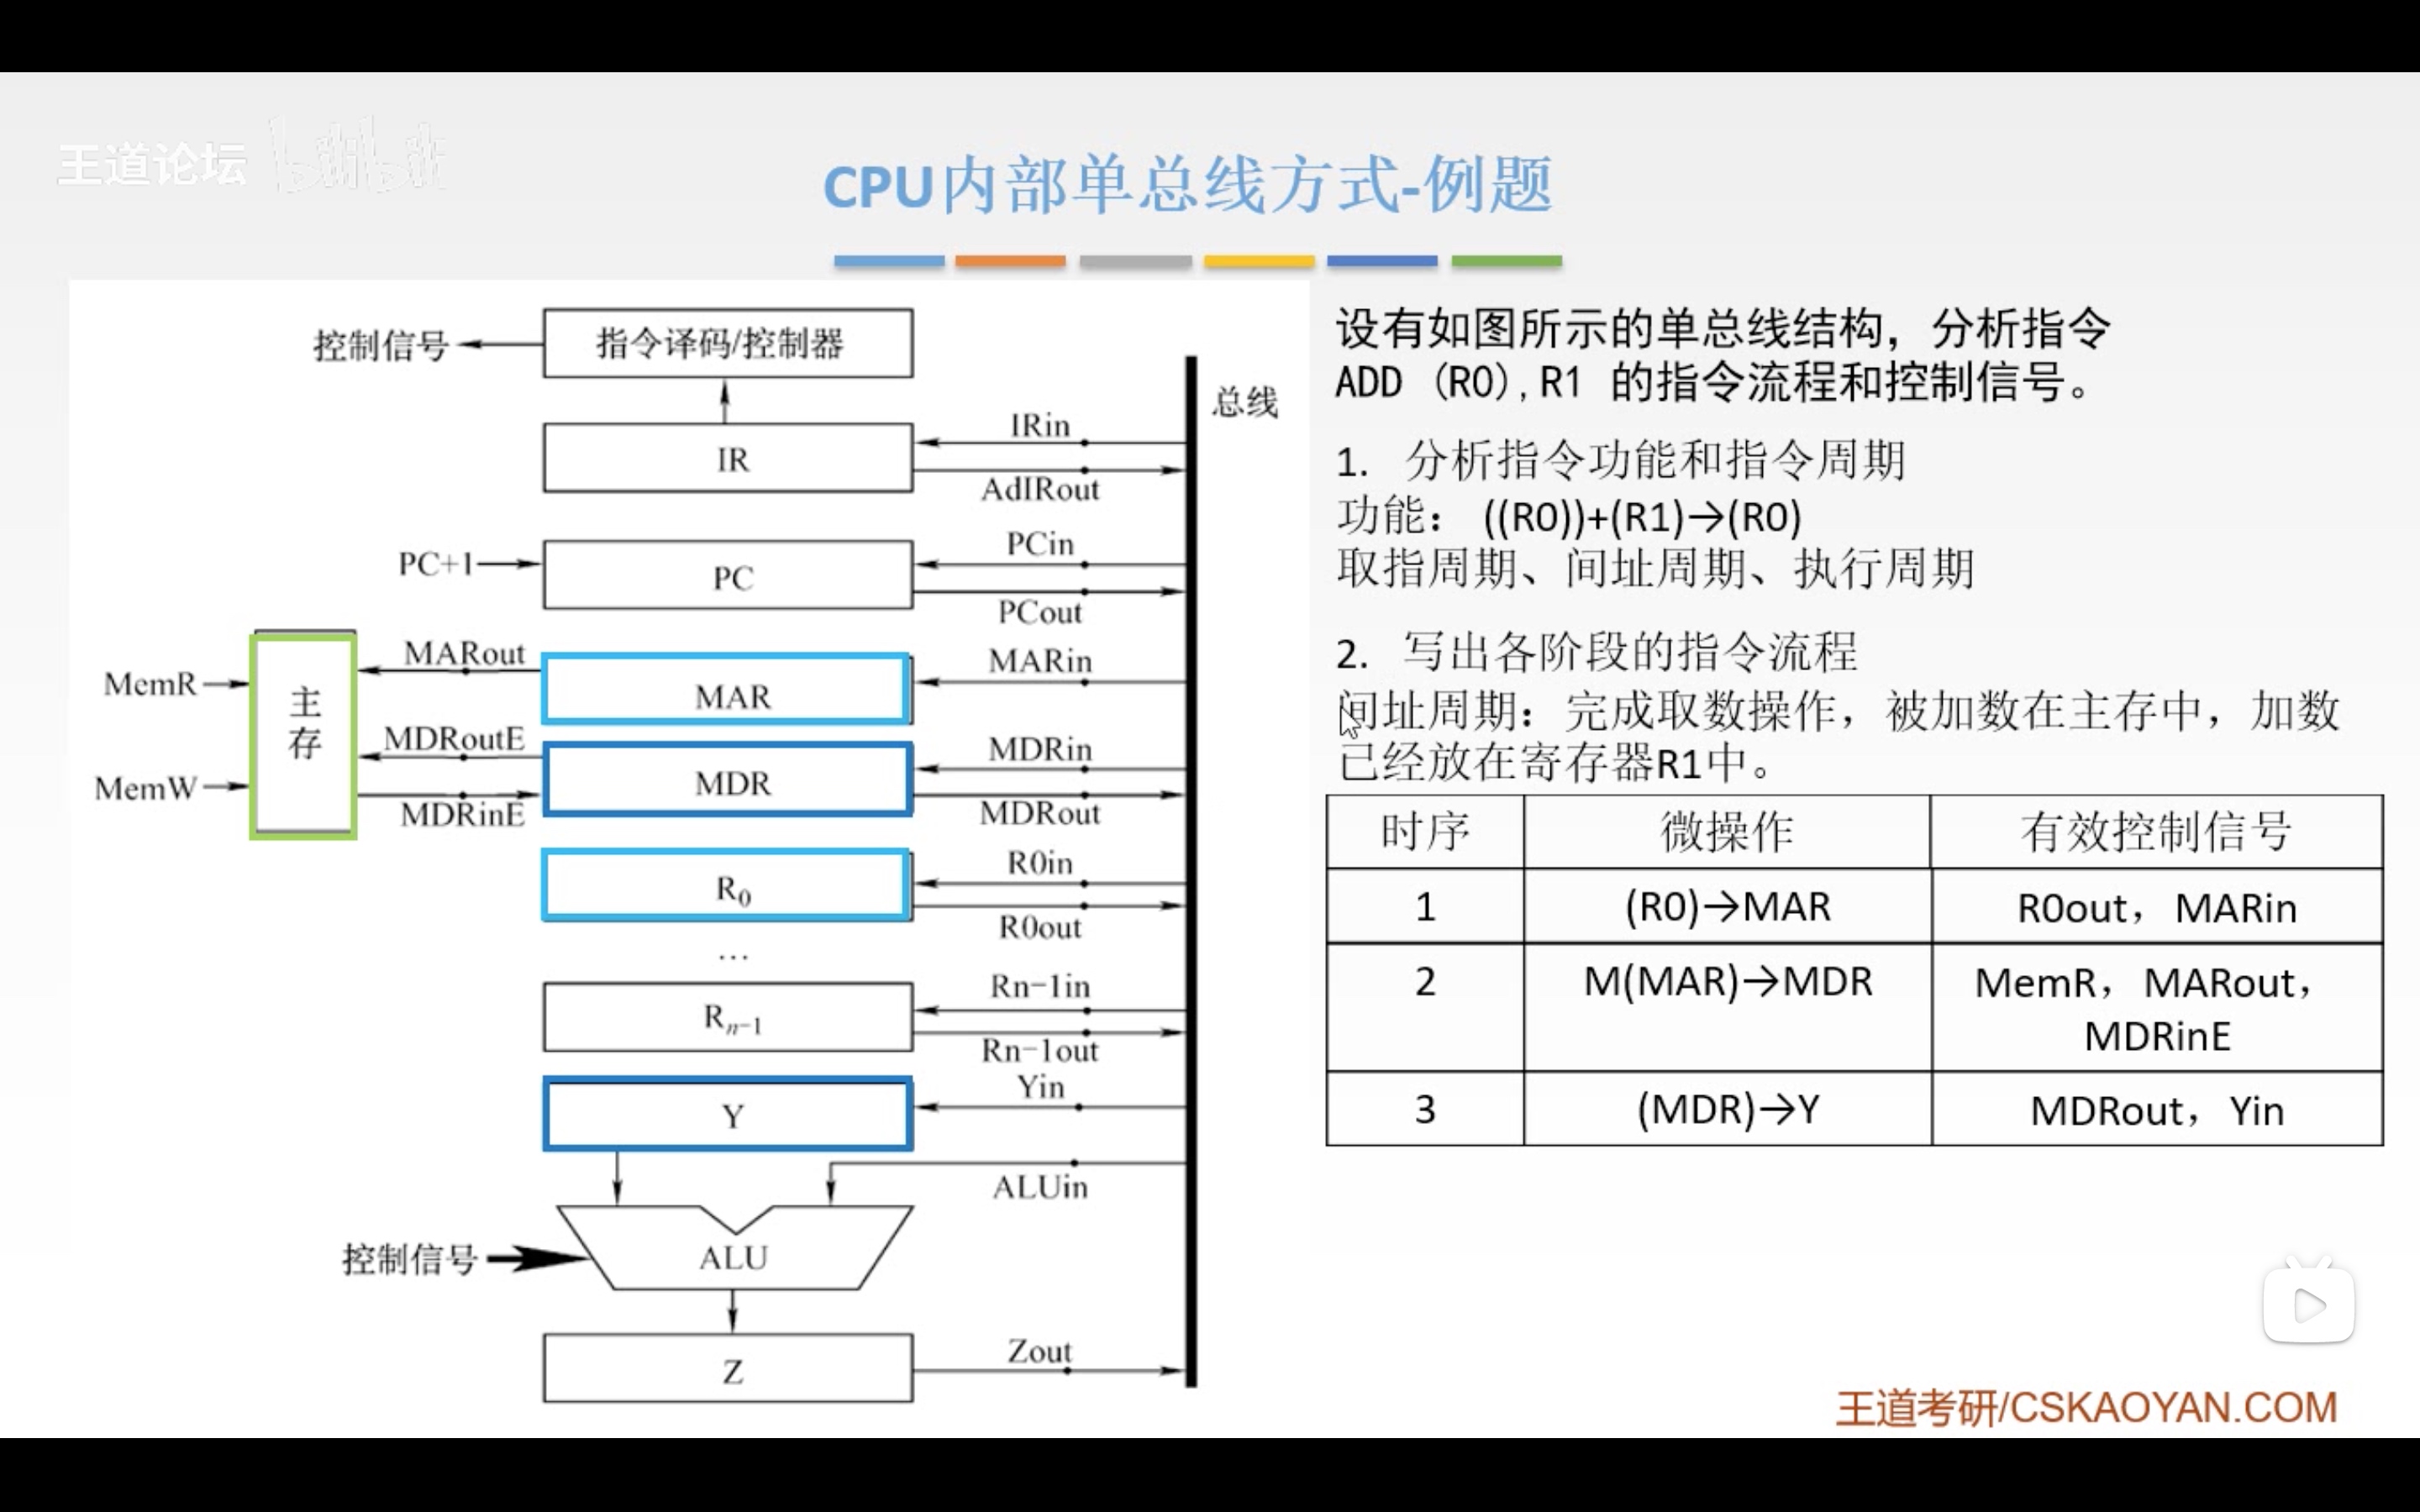 王道论坛 bilibili
CPU内部单总线方式-例题
控制信号
指令译码/控制器
总线
IRin
IR
AdIRout
PCin
PC+1
PC
PCout
MARout
MARin
MemR
MAR
主存
MDRoutE
MDRin
MemW
MDR
MDRinE
MDRout
R0in
R0
R0out
...
Rn-1in
Rn-1
Rn-1out
Yin
Y
ALUin
控制信号
ALU
Zout
Z
设有如图所示的单总线结构，分析指令
ADD (R0),R1 的指令流程和控制信号。
1. 分析指令功能和指令周期
功能： ((R0))+(R1)→(R0)
取指周期、间址周期、执行周期
2. 写出各阶段的指令流程
间址周期：完成取数操作，被加数在主存中，加数
已经放在寄存器R1中。
时序 微操作 有效控制信号
1 (R0)→MAR R0out，MARin
2 M(MAR)→MDR MemR，MARout，
MDRinE
3 (MDR)→Y MDRout，Yin
王道考研/CSKAOYAN.COM